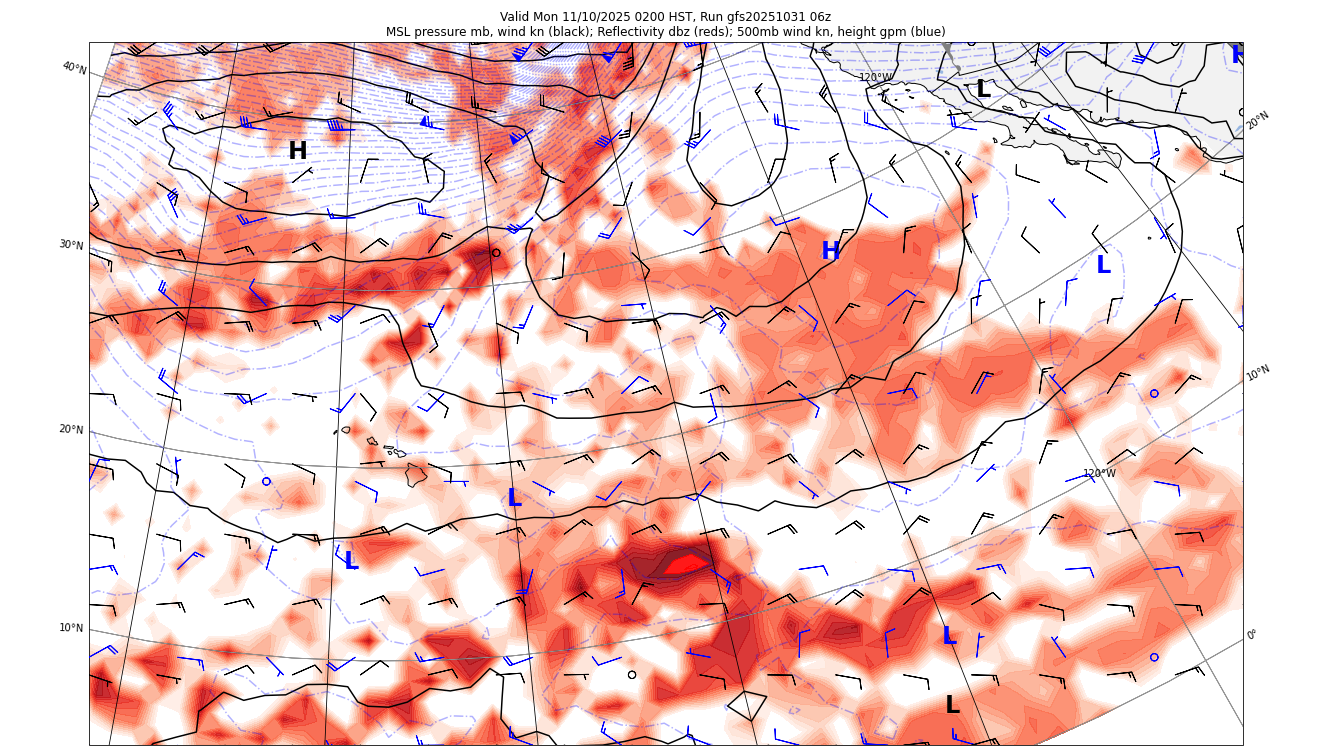 Valid Mon 11/10/2025 0200 HST, Run gfs20251031 06z
MSL pressure mb, wind kn (black); Reflectivity dbz (reds); 500mb wind kn, height gpm (blue)
H
40°N
120°W
L
20°N
H
30°N
H
L
10°N
20°N
120°W
L
L
10°N
L
0°
L